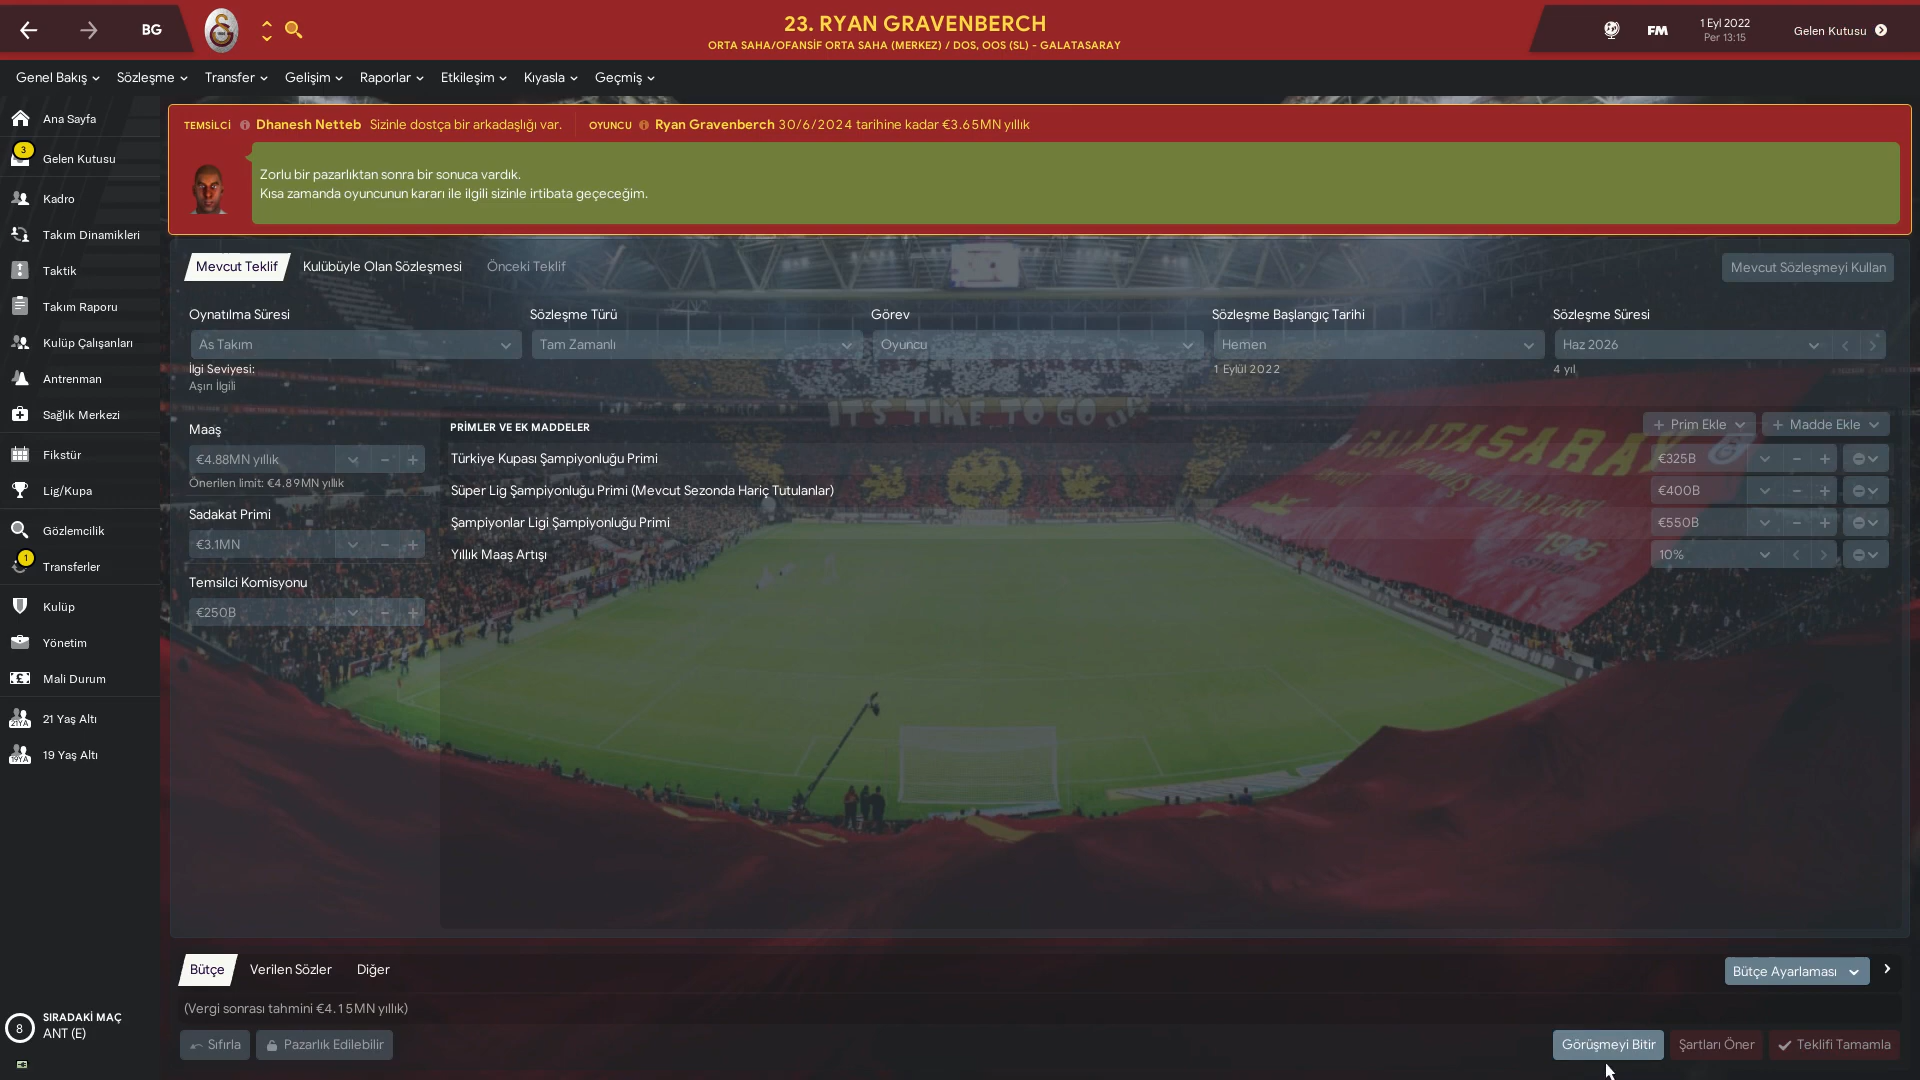 BG
23. RYAN GRAVENBERCH
ORTA SAHA/OFANSİF ORTA SAHA (MERKEZ) / DOS, OOS (SL) - GALATASARAY
FM
1 Eyl 2022
Per 13:15
Gelen Kutusu
Genel Bakış
Sözleşme
Transfer
Gelişim
Raporlar
Etkileşim
Kıyasla
Geçmiş
Ana Sayfa
3
Gelen Kutusu
Kadro
Takım Dinamikleri
Taktik
Takım Raporu
Kulüp Çalışanları
Antrenman
Sağlık Merkezi
Fikstür
Lig/Kupa
Gözlemcilik
1
Transferler
Kulüp
Yönetim
Mali Durum
21YA
21 Yaş Altı
19YA
19 Yaş Altı
8
SIRADAKİ MAÇ
ANT (E)
TEMSİLCİ Dhanesh Netteb Sizinle dostça bir arkadaşlığı var. OYUNCU Ryan Gravenberch 30/6/2024 tarihine kadar €3.65MN yıllık
Zorlu bir pazarlıktan sonra bir sonuca vardık.
Kısa zamanda oyuncunun kararı ile ilgili sizinle irtibata geçeceğim.
Mevcut Teklif
Kulübüyle Olan Sözleşmesi
Önceki Teklif
Mevcut Sözleşmeyi Kullan
Oynatılma Süresi
As Takım
İlgi Seviyesi:
Aşırı İlgili
Sözleşme Türü
Tam Zamanlı
Görev
Oyuncu
Sözleşme Başlangıç Tarihi
Hemen
1 Eylül 2022
Sözleşme Süresi
Haz 2026
4 yıl
IT'S TIME TO GO
GALATASARAY
1905
Maaş
€4.88MN yıllık
Önerilen limit: €4.89MN yıllık
Sadakat Primi
€3.1MN
Temsilci Komisyonu
€250B
PRİMLER VE EK MADDELER
Prim Ekle
Madde Ekle
Türkiye Kupası Şampiyonluğu Primi
€325B
Süper Lig Şampiyonluğu Primi (Mevcut Sezonda Hariç Tutulanlar)
€400B
Şampiyonlar Ligi Şampiyonluğu Primi
€550B
Yıllık Maaş Artışı
10%
Bütçe
Verilen Sözler
Diğer
Bütçe Ayarlaması
(Vergi sonrası tahmini €4.15MN yıllık)
Sıfırla
Pazarlık Edilebilir
Görüşmeyi Bitir
Şartları Öner
Teklifi Tamamla